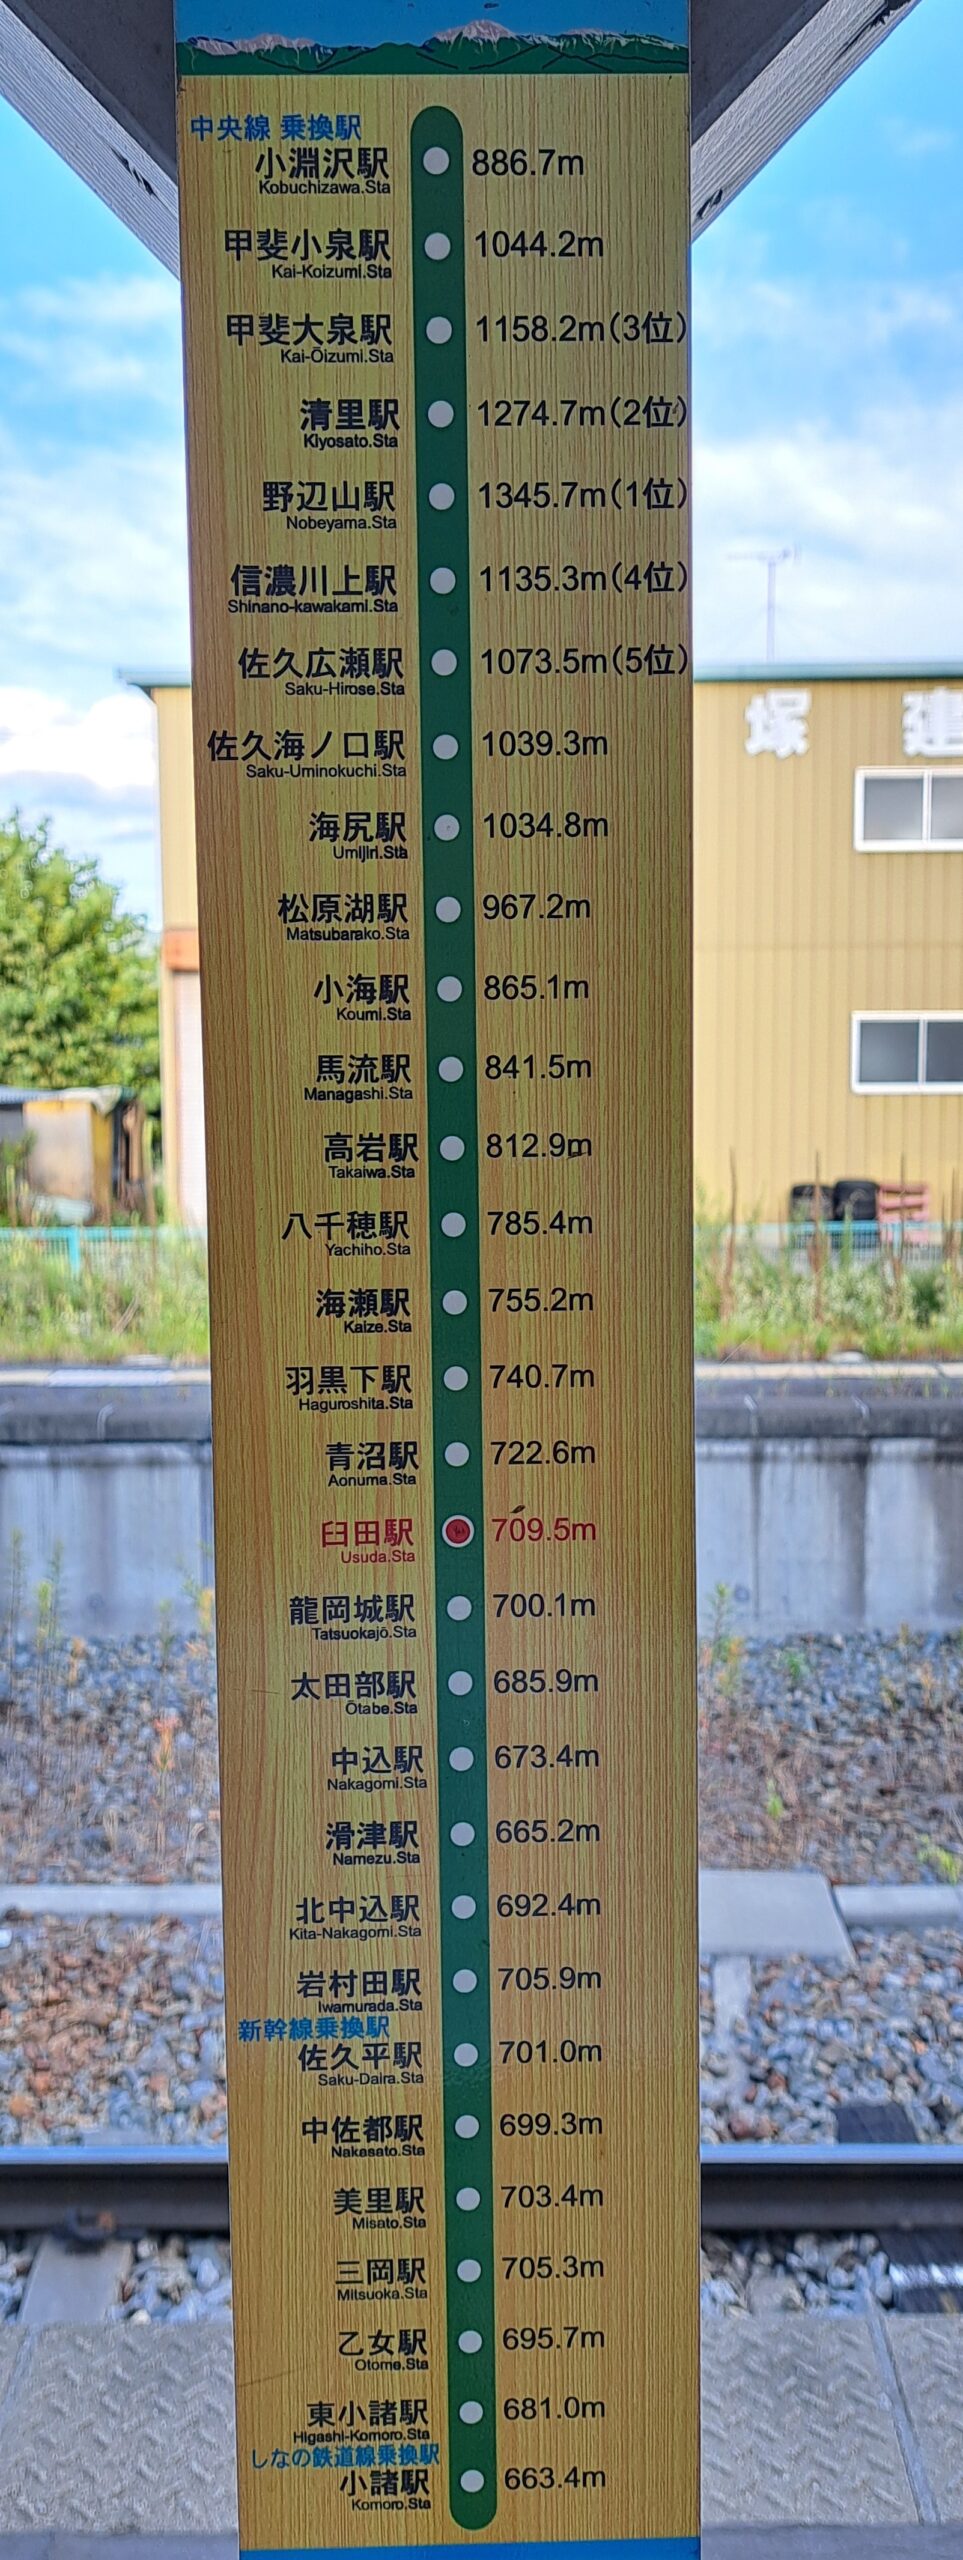 中央線 乗換駅
小淵沢駅 886.7m
Kobuchizawa.Sta
甲斐小泉駅 1044.2m
Kai-Koizumi.Sta
甲斐大泉駅 1158.2m(3位)
Kai-Ōizumi.Sta
清里駅 1274.7m(2位)
Kiyosato.Sta
野辺山駅 1345.7m(1位)
Nobeyama.Sta
信濃川上駅 1135.3m(4位)
Shinano-kawakami.Sta
佐久広瀬駅 1073.5m(5位)
Saku-Hirose.Sta
佐久海ノ口駅 1039.3m
Saku-Uminokuchi.Sta
海尻駅 1034.8m
Umijiri.Sta
松原湖駅 967.2m
Matsubarako.Sta
小海駅 865.1m
Koumi.Sta
馬流駅 841.5m
Managashi.Sta
高岩駅 812.9m
Takaiwa.Sta
八千穂駅 785.4m
Yachiho.Sta
海瀬駅 755.2m
Kaize.Sta
羽黒下駅 740.7m
Haguroshita.Sta
青沼駅 722.6m
Aonuma.Sta
臼田駅 709.5m
Usuda.Sta
龍岡城駅 700.1m
Tatsuokajō.Sta
太田部駅 685.9m
Ōtabe.Sta
中込駅 673.4m
Nakagomi.Sta
滑津駅 665.2m
Namezu.Sta
北中込駅 692.4m
Kita-Nakagomi.Sta
岩村田駅 705.9m
Iwamurada.Sta
新幹線乗換駅
佐久平駅 701.0m
Saku-Daira.Sta
中佐都駅 699.3m
Nakasato.Sta
美里駅 703.4m
Misato.Sta
三岡駅 705.3m
Mitsuoka.Sta
乙女駅 695.7m
Otome.Sta
東小諸駅 681.0m
Higashi-Komoro.Sta
しなの鉄道線乗換駅
小諸駅 663.4m
Komoro.Sta
塚 建